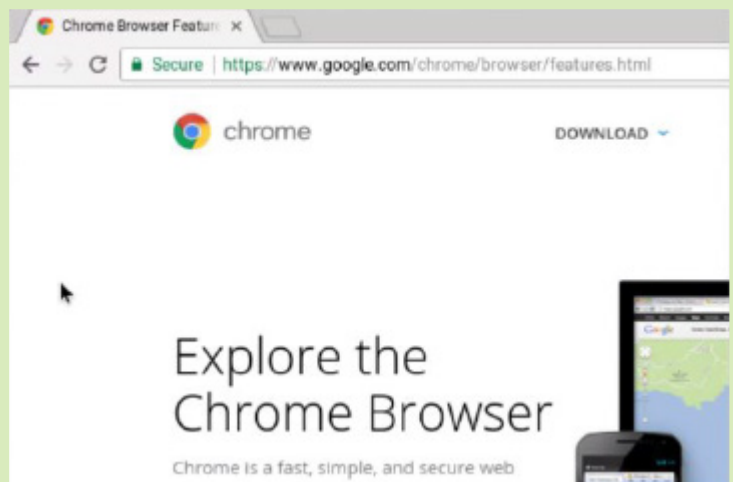 Chrome Browser Featur
Secure | https://www.google.com/chrome/browser/features.html
chrome
DOWNLOAD
Google
Explore the
Chrome Browser
Chrome is a fast, simple, and secure web